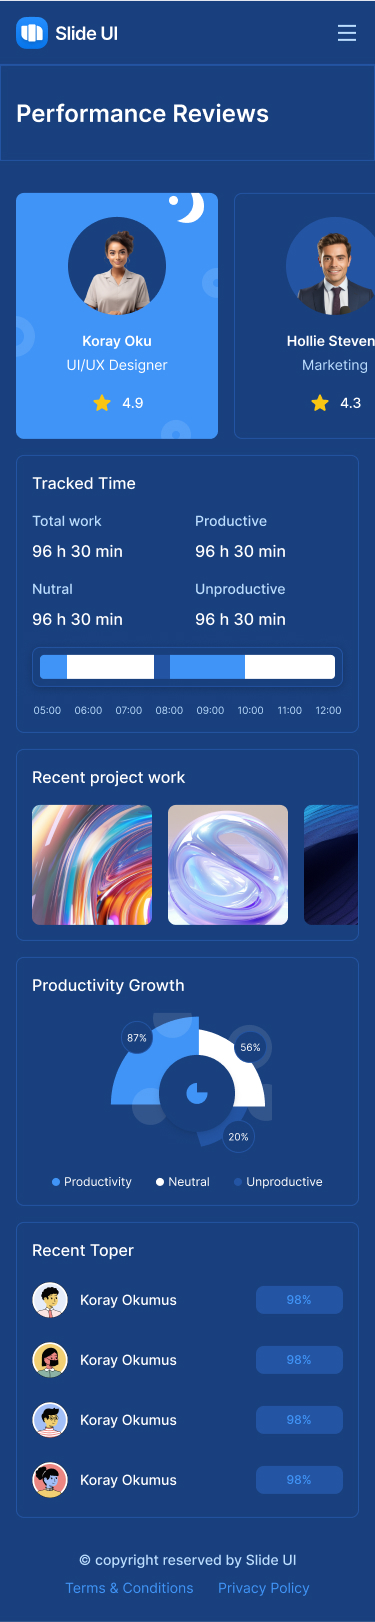 Slide UI
Performance Reviews
Koray Oku
UI/UX Designer
4.9
Hollie Steven
Marketing
4.3
Tracked Time
Total work
Productive
96 h 30 min
96 h 30 min
Nutral
Unproductive
96 h 30 min
96 h 30 min
05:00 06:00 07:00 08:00 09:00 10:00 11:00 12:00
Recent project work
Productivity Growth
87%
56%
20%
Productivity Neutral Unproductive
Recent Toper
Koray Okumus 98%
Koray Okumus 98%
Koray Okumus 98%
Koray Okumus 98%
© copyright reserved by Slide UI
Terms & Conditions Privacy Policy